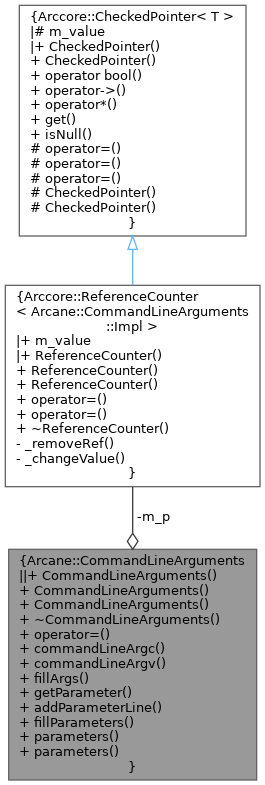 {Arccore::CheckedPointer< T >
|# m_value
|+ CheckedPointer()
+ CheckedPointer()
+ operator bool()
+ operator->()
+ operator*()
+ get()
+ isNull()
# operator=()
# operator=()
# operator=()
# CheckedPointer()
# CheckedPointer()
}
{Arccore::ReferenceCounter
< Arcane::CommandLineArguments
::Impl >
|+ m_value
|+ ReferenceCounter()
+ ReferenceCounter()
+ ReferenceCounter()
+ operator=()
+ operator=()
+ ~ReferenceCounter()
- _removeRef()
- _changeValue()
}
-m_p
{Arcane::CommandLineArguments
||+ CommandLineArguments()
+ CommandLineArguments()
+ CommandLineArguments()
+ ~CommandLineArguments()
+ operator=()
+ commandLineArgc()
+ commandLineArgv()
+ fillArgs()
+ getParameter()
+ addParameterLine()
+ fillParameters()
+ parameters()
+ parameters()
}